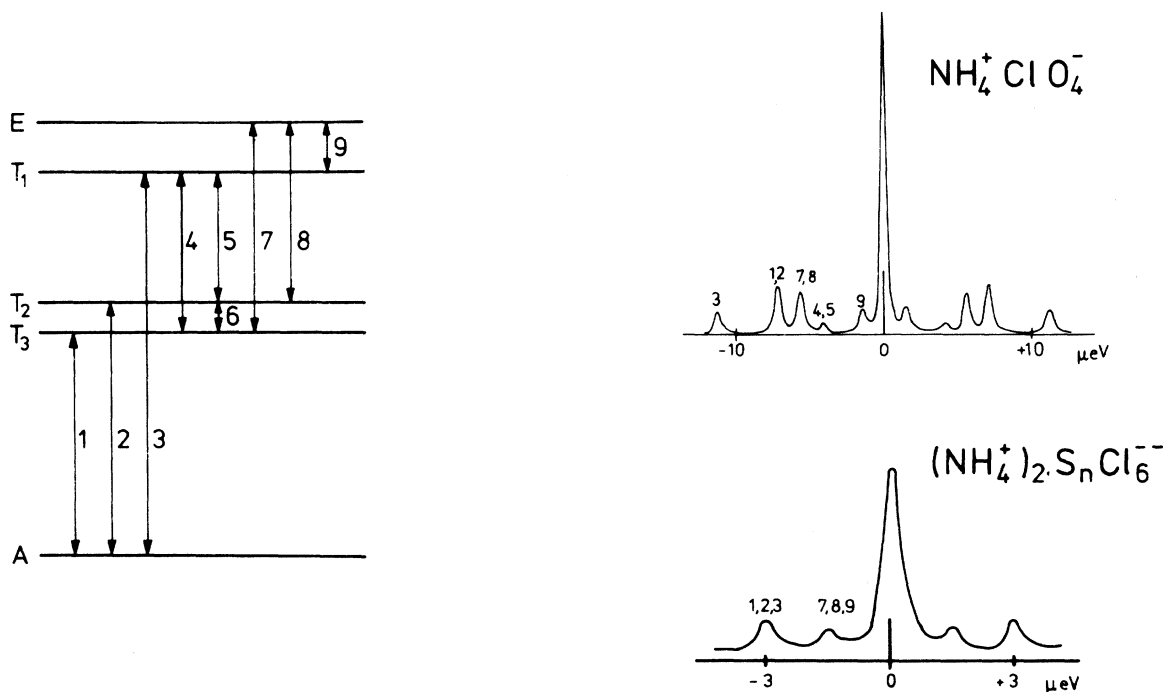 E
9
T₁
4
5
7
8
T₂
6
T₃
1
2
3
A
NH₄⁺ ClO₄⁻
3
1,2
7,8
4,5
9
-10
0
+10
μeV
(NH₄⁺)₂.SₙCl₆⁻⁻
1,2,3
7,8,9
-3
0
+3
μeV